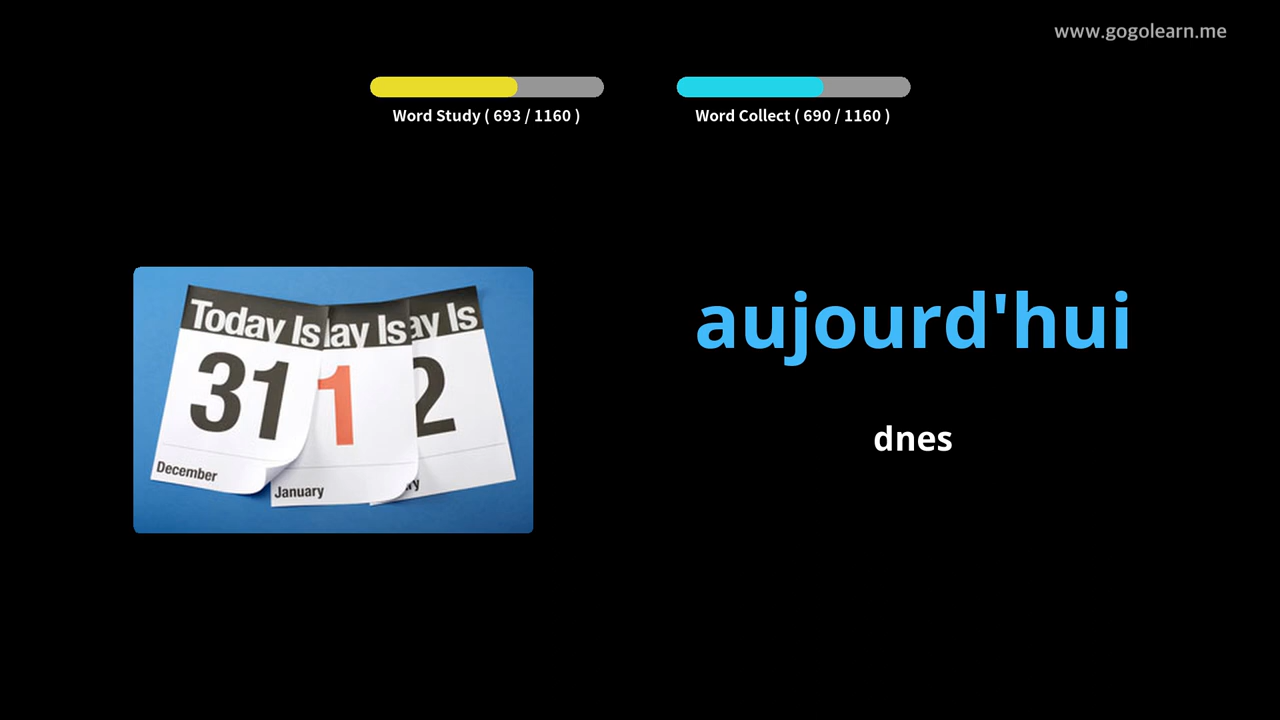 www.gogolearn.me
Word Study ( 693 / 1160 )
Word Collect ( 690 / 1160 )
Today Is
ay Is
ay Is
31
1
2
December
January
ry
aujourd'hui
dnes